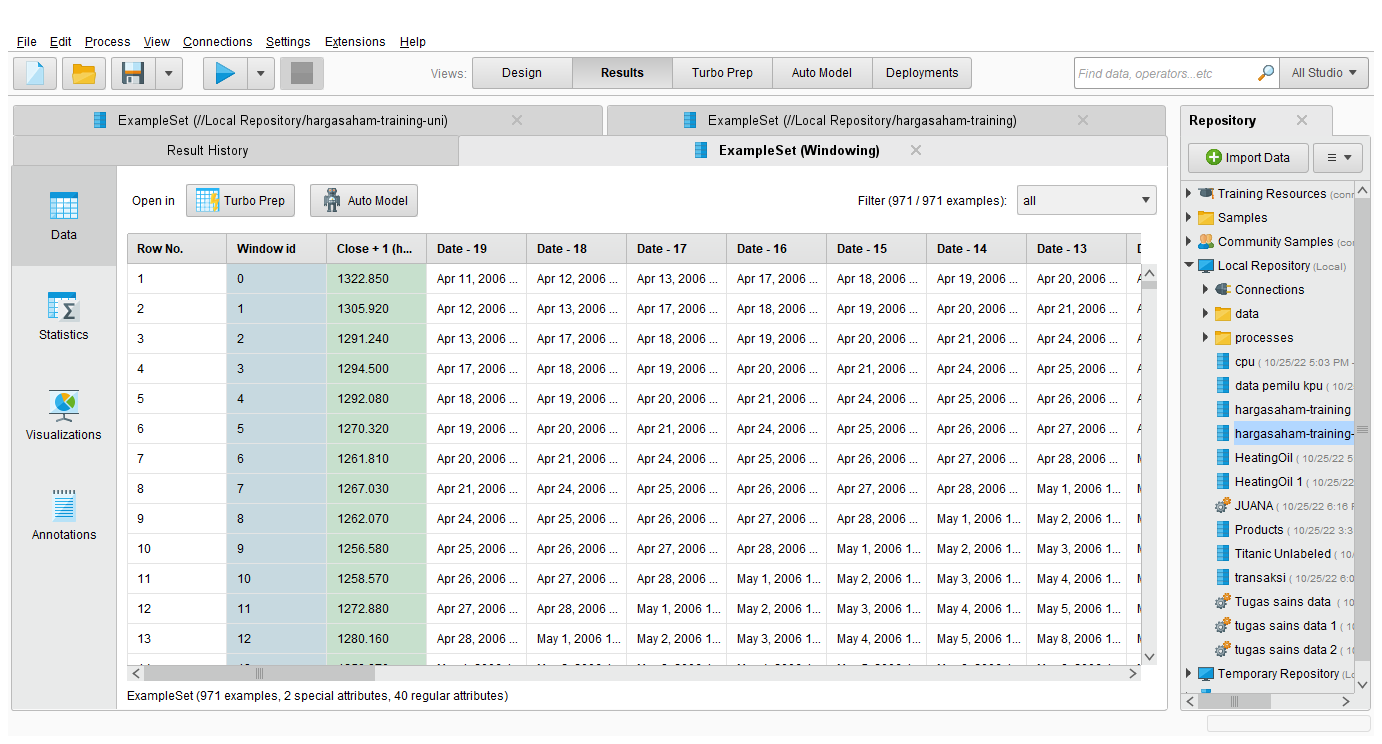 File Edit Process View Connections Settings Extensions Help
Views: Design Results Turbo Prep Auto Model Deployments Find data, operators...etc All Studio
ExampleSet (//Local Repository/hargasaham-training-uni) ExampleSet (//Local Repository/hargasaham-training)
Result History ExampleSet (Windowing)
Data
Statistics
Visualizations
Annotations
Open in Turbo Prep Auto Model Filter (971 / 971 examples): all
Row No. Window id Close + 1 (h... Date - 19 Date - 18 Date - 17 Date - 16 Date - 15 Date - 14 Date - 13
1 0 1322.850 Apr 11, 2006 ... Apr 12, 2006 ... Apr 13, 2006 ... Apr 17, 2006 ... Apr 18, 2006 ... Apr 19, 2006 ... Apr 20, 2006 ...
2 1 1305.920 Apr 12, 2006 ... Apr 13, 2006 ... Apr 17, 2006 ... Apr 18, 2006 ... Apr 19, 2006 ... Apr 20, 2006 ... Apr 21, 2006 ...
3 2 1291.240 Apr 13, 2006 ... Apr 17, 2006 ... Apr 18, 2006 ... Apr 19, 2006 ... Apr 20, 2006 ... Apr 21, 2006 ... Apr 24, 2006 ...
4 3 1294.500 Apr 17, 2006 ... Apr 18, 2006 ... Apr 19, 2006 ... Apr 20, 2006 ... Apr 21, 2006 ... Apr 24, 2006 ... Apr 25, 2006 ...
5 4 1292.080 Apr 18, 2006 ... Apr 19, 2006 ... Apr 20, 2006 ... Apr 21, 2006 ... Apr 24, 2006 ... Apr 25, 2006 ... Apr 26, 2006 ...
6 5 1270.320 Apr 19, 2006 ... Apr 20, 2006 ... Apr 21, 2006 ... Apr 24, 2006 ... Apr 25, 2006 ... Apr 26, 2006 ... Apr 27, 2006 ...
7 6 1261.810 Apr 20, 2006 ... Apr 21, 2006 ... Apr 24, 2006 ... Apr 25, 2006 ... Apr 26, 2006 ... Apr 27, 2006 ... Apr 28, 2006 ...
8 7 1267.030 Apr 21, 2006 ... Apr 24, 2006 ... Apr 25, 2006 ... Apr 26, 2006 ... Apr 27, 2006 ... Apr 28, 2006 ... May 1, 2006 1...
9 8 1262.070 Apr 24, 2006 ... Apr 25, 2006 ... Apr 26, 2006 ... Apr 27, 2006 ... Apr 28, 2006 ... May 1, 2006 1... May 2, 2006 1...
10 9 1256.580 Apr 25, 2006 ... Apr 26, 2006 ... Apr 27, 2006 ... Apr 28, 2006 ... May 1, 2006 1... May 2, 2006 1... May 3, 2006 1...
11 10 1258.570 Apr 26, 2006 ... Apr 27, 2006 ... Apr 28, 2006 ... May 1, 2006 1... May 2, 2006 1... May 3, 2006 1... May 4, 2006 1...
12 11 1272.880 Apr 27, 2006 ... Apr 28, 2006 ... May 1, 2006 1... May 2, 2006 1... May 3, 2006 1... May 4, 2006 1... May 5, 2006 1...
13 12 1280.160 Apr 28, 2006 ... May 1, 2006 1... May 2, 2006 1... May 3, 2006 1... May 4, 2006 1... May 5, 2006 1... May 8, 2006 1...
ExampleSet (971 examples, 2 special attributes, 40 regular attributes)
Repository
Import Data
Training Resources (conn
Samples
Community Samples (co
Local Repository (Local)
Connections
data
processes
cpu ( 10/25/22 5:03 PM -
data pemilu kpu ( 10/2
hargasaham-training
hargasaham-training-
HeatingOil ( 10/25/22 5
HeatingOil 1 ( 10/25/22
JUANA ( 10/25/22 6:16
Products ( 10/25/22 3:3
Titanic Unlabeled ( 10/
transaksi ( 10/25/22 6:0
Tugas sains data ( 10
tugas sains data 1 ( 10
tugas sains data 2 ( 10
Temporary Repository (Lo